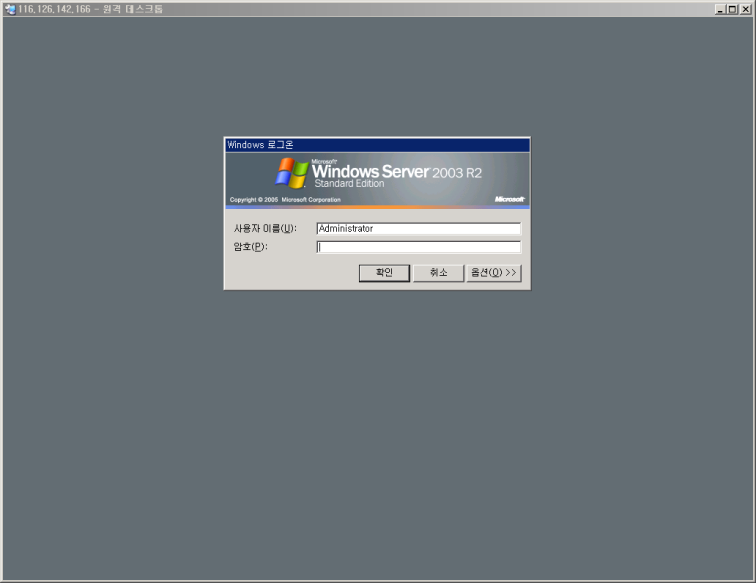 116,126,142,166 - 원격 데스크톱
Windows 로그온
Microsoft
Windows Server 2003 R2
Standard Edition
Copyright © 2005 Microsoft Corporation
Microsoft
사용자 이름(U):
Administrator
암호(P):
확인
취소
옵션(O) >>